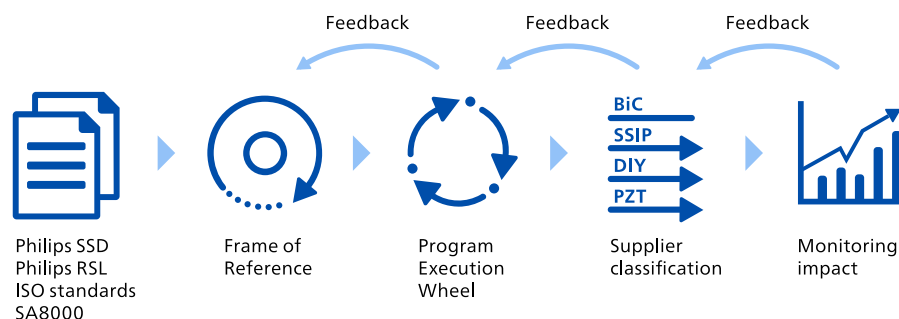 Feedback
Feedback
Feedback
BiC
SSIP
DIY
PZT
Philips SSD
Philips RSL
ISO standards
SA8000
Frame of
Reference
Program
Execution
Wheel
Supplier
classification
Monitoring
impact